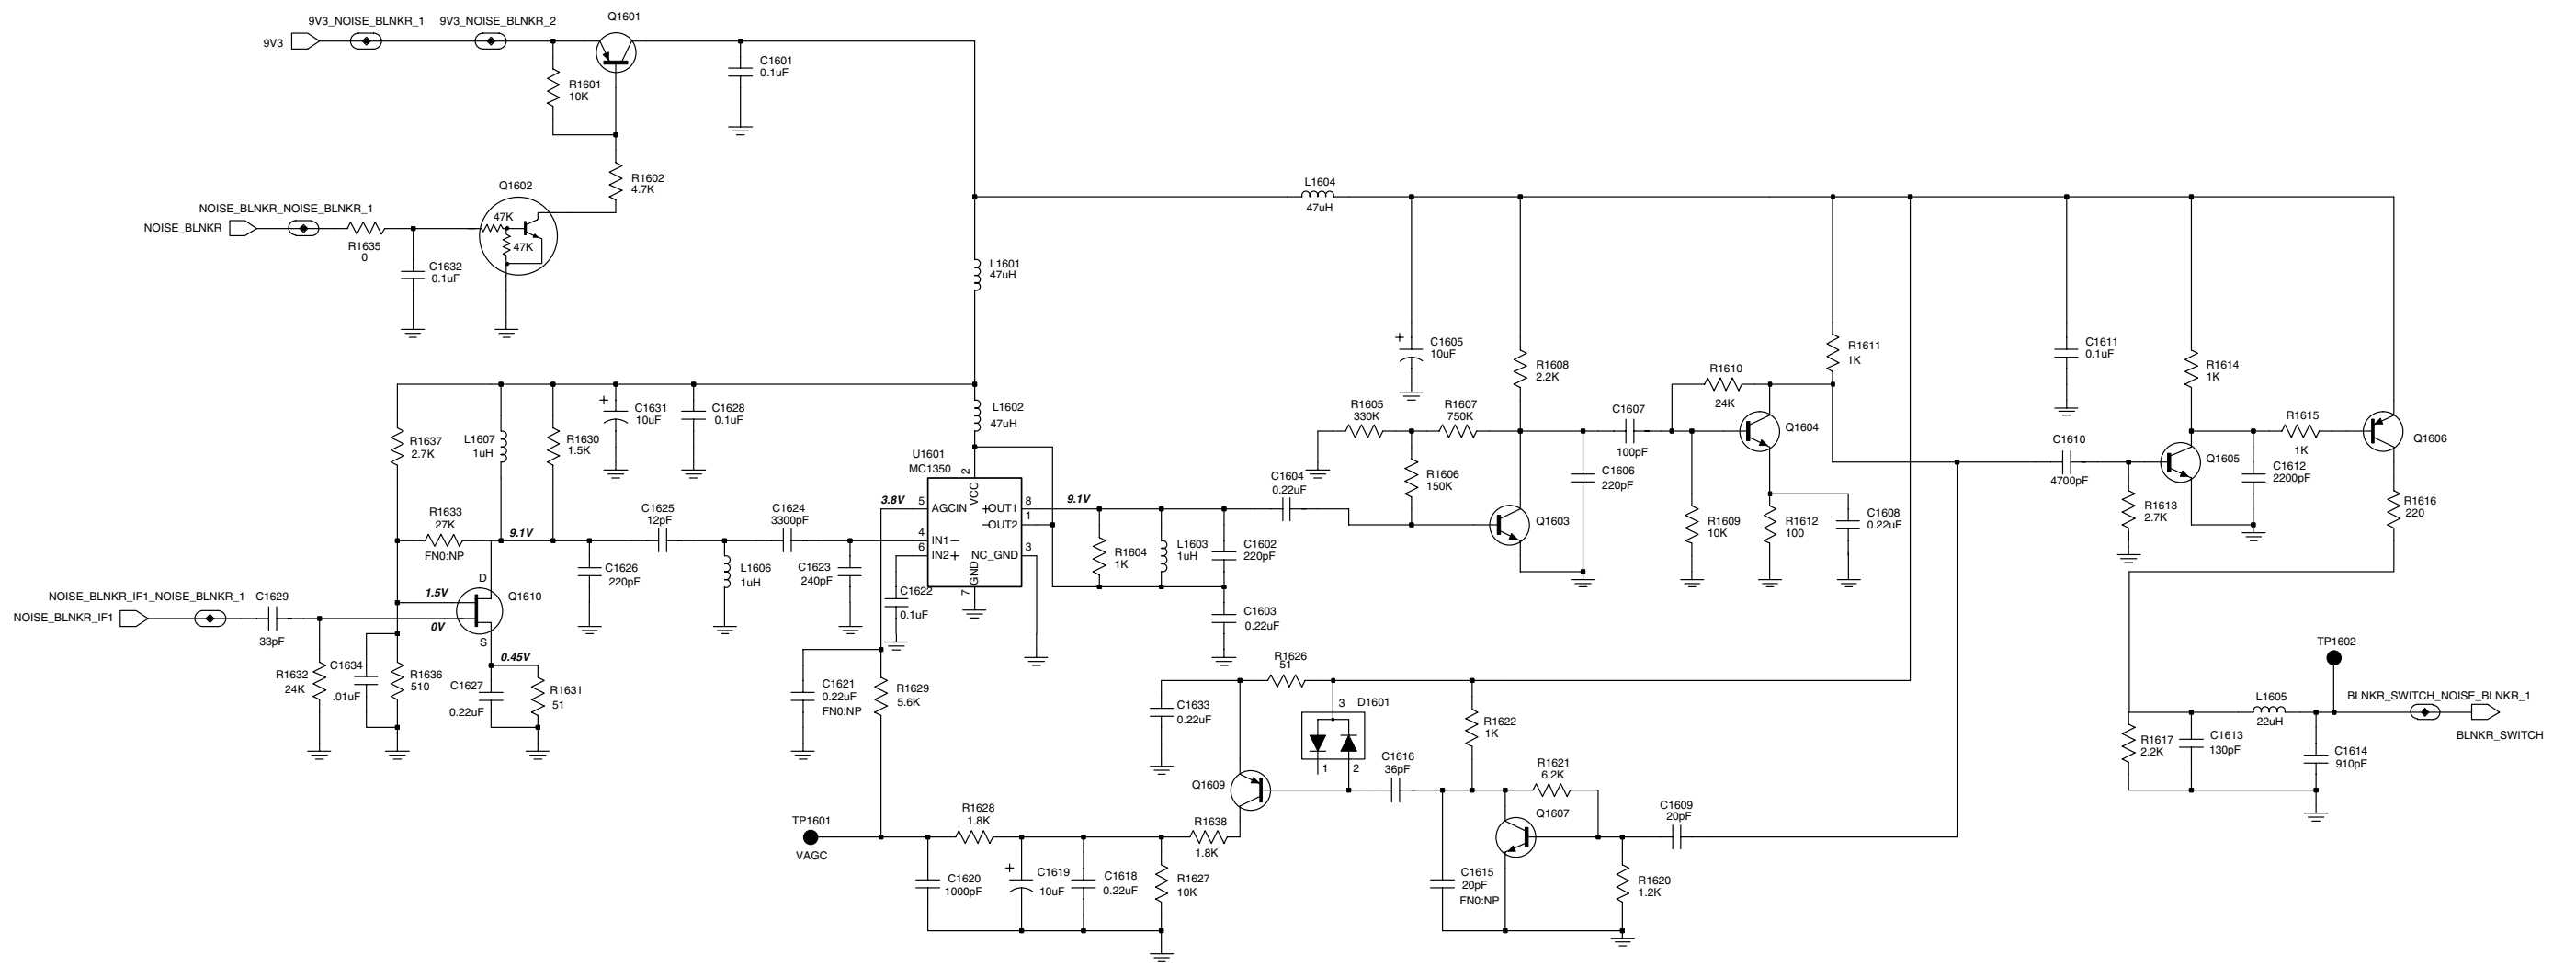 9V3_NOISE_BLNKR_1
9V3_NOISE_BLNKR_2
Q1601
9V3
R1601
10K
C1601
0.1uF
R1602
4.7K
Q1602
47K
47K
NOISE_BLNKR_NOISE_BLNKR_1
NOISE_BLNKR
R1635
0
C1632
0.1uF
L1604
47uH
L1601
47uH
C1605
10uF
+
R1608
2.2K
R1611
1K
C1611
0.1uF
R1614
1K
R1637
2.7K
L1607
1uH
R1630
1.5K
+
C1631
10uF
C1628
0.1uF
L1602
47uH
R1605
330K
R1607
750K
R1606
150K
C1607
100pF
C1606
220pF
R1610
24K
Q1604
R1609
10K
R1612
100
C1608
0.22uF
C1610
4700pF
Q1605
R1613
2.7K
C1612
2200pF
R1615
1K
Q1606
R1616
220
U1601
MC1350
2
VCC
5
AGCIN
4
IN1-
6
IN2+
+OUT1
8
-OUT2
1
NC_GND
3
GND
7
3.8V
9.1V
R1633
27K
FN0:NP
9.1V
C1625
12pF
C1624
3300pF
C1626
220pF
L1606
1uH
C1623
240pF
C1622
0.1uF
R1604
1K
L1603
1uH
C1602
220pF
C1603
0.22uF
C1604
0.22uF
Q1603
NOISE_BLNKR_IF1_NOISE_BLNKR_1
NOISE_BLNKR_IF1
C1629
33pF
1.5V
0V
D
S
Q1610
0.45V
R1632
24K
C1634
.01uF
R1636
510
C1627
0.22uF
R1631
51
C1621
0.22uF
FN0:NP
R1629
5.6K
C1633
0.22uF
R1626
51
3
D1601
1
2
R1622
1K
C1616
36pF
R1621
6.2K
Q1609
Q1607
C1609
20pF
TP1601
VAGC
R1628
1.8K
R1638
1.8K
C1620
1000pF
+
C1619
10uF
C1618
0.22uF
R1627
10K
C1615
20pF
FN0:NP
R1620
1.2K
TP1602
L1605
22uH
BLNKR_SWITCH_NOISE_BLNKR_1
BLNKR_SWITCH
R1617
2.2K
C1613
130pF
C1614
910pF